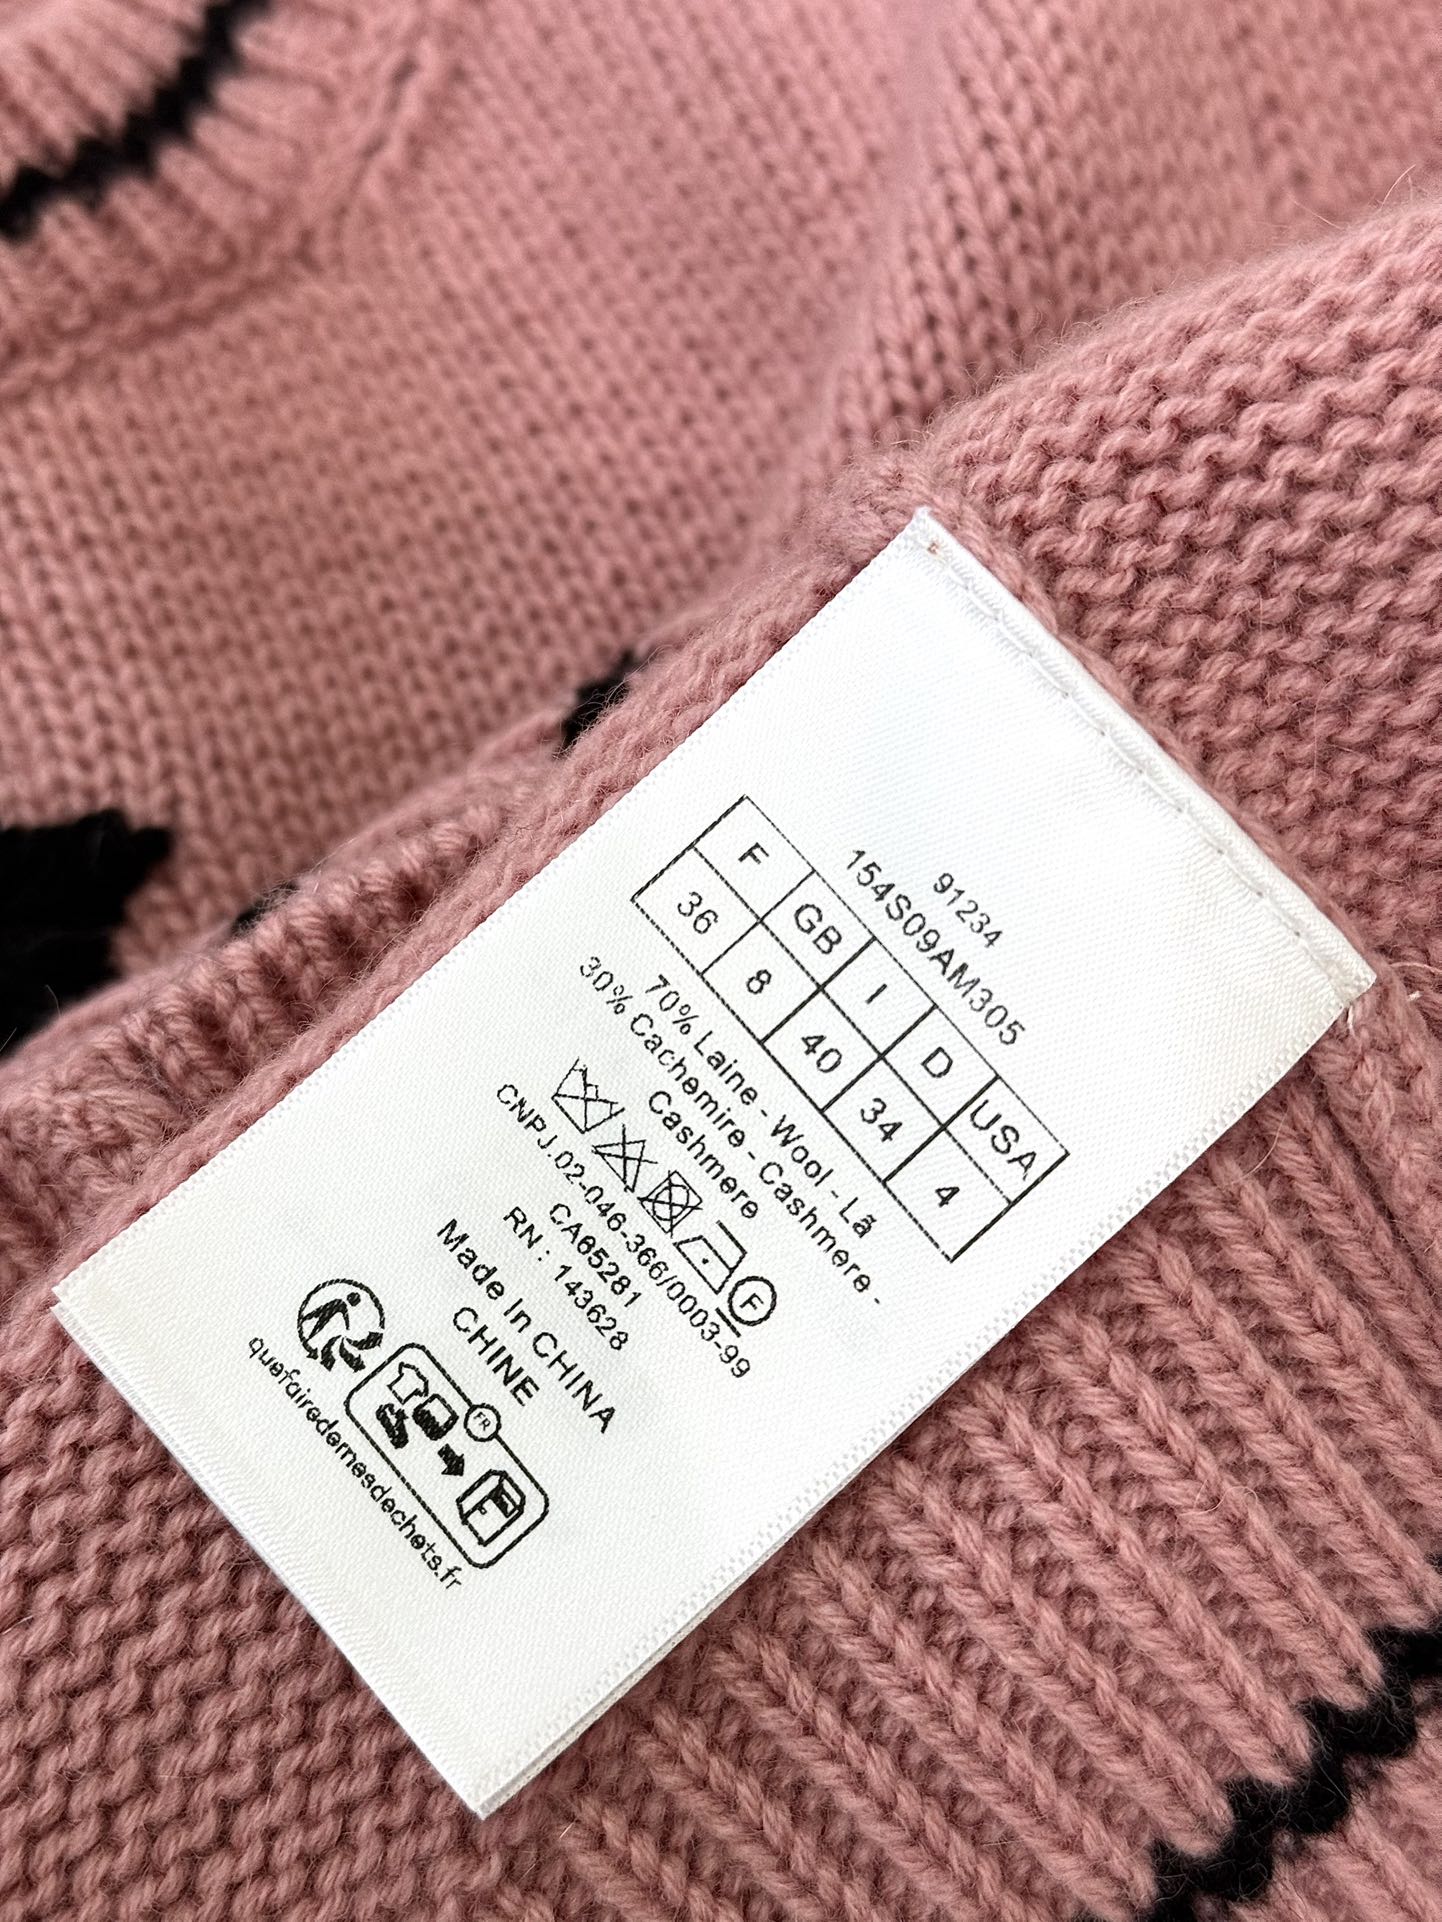 91234
154S09AM305
F GB I D USA
36 8 40 34 4
70% Laine - Wool - Lã
30% Cachemire - Cashmere -
Cashmere
F
CNPJ.02-046-366/0003-99
CA65281
RN : 143628
Made In CHINA
CHINE
FR
quefairedemesdechets.fr